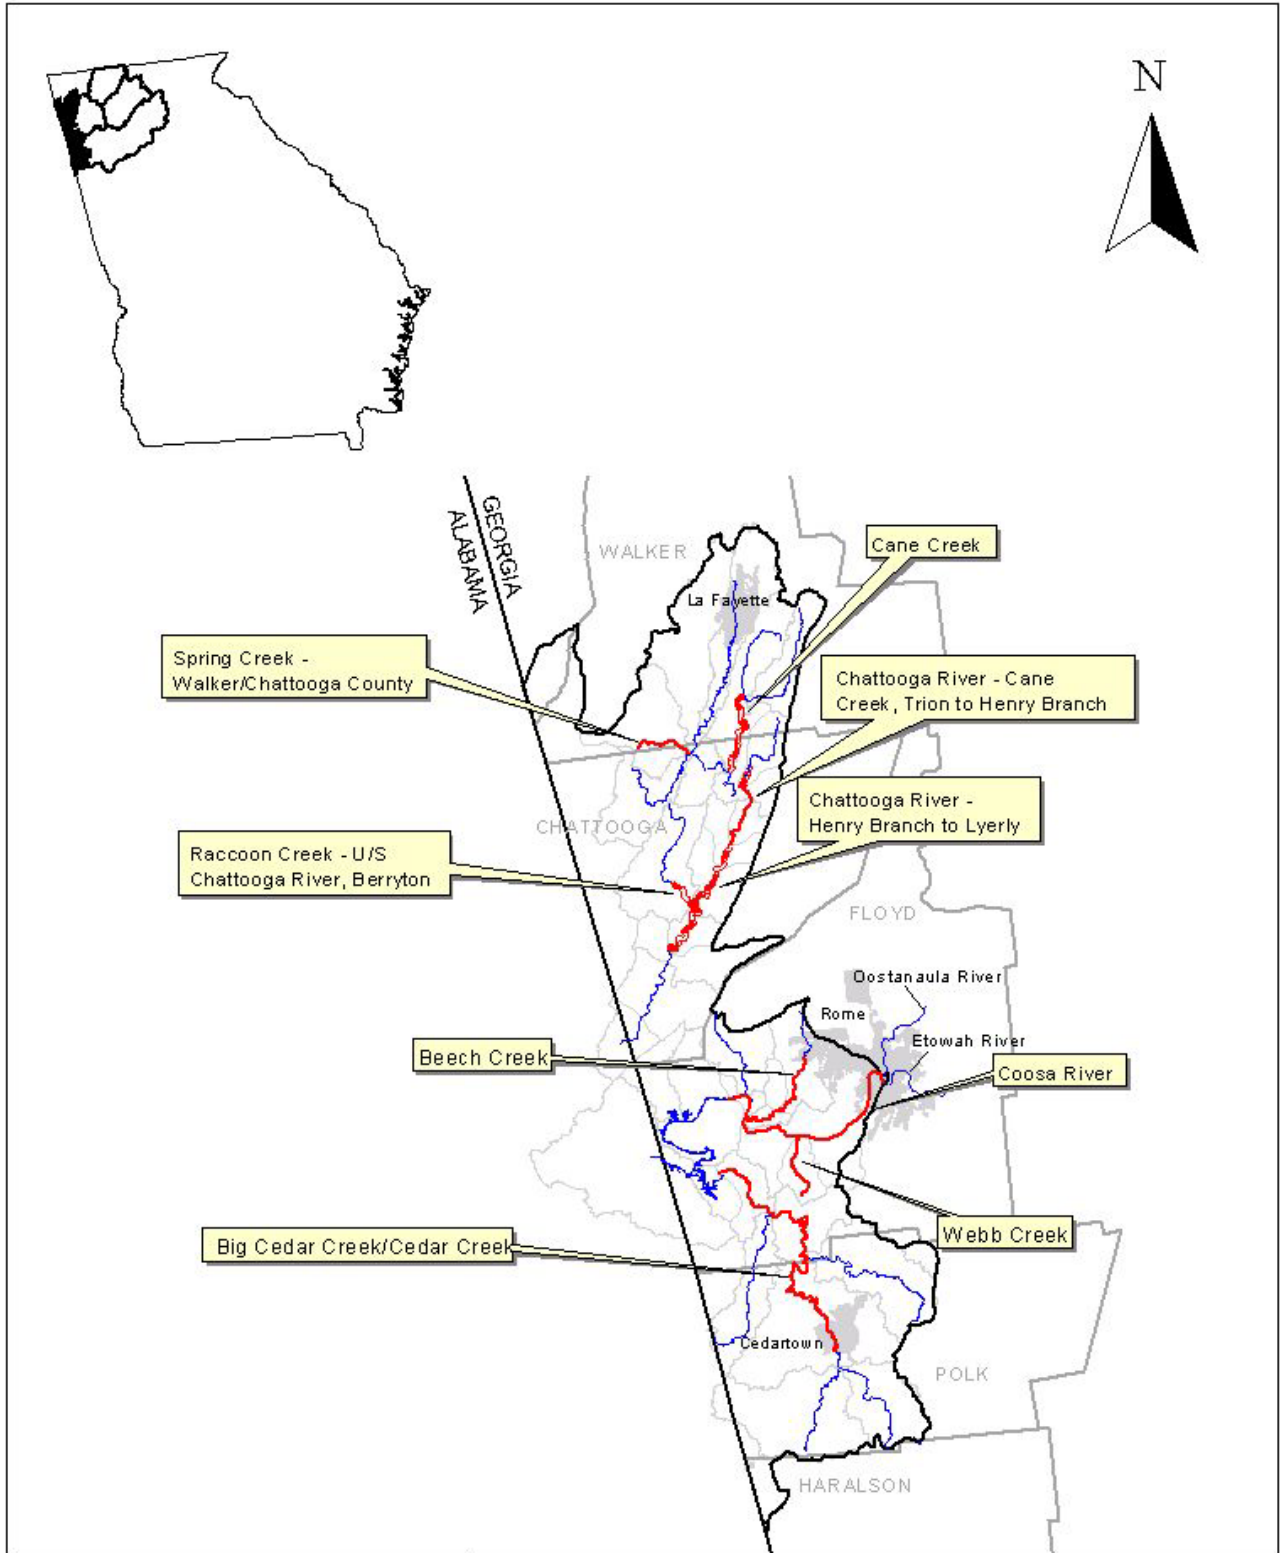 N
GEORGIA
ALABAMA
WALKER
Cane Creek
La Fayette
Spring Creek -
Walker/Chattooga County
Chattooga River - Cane
Creek, Trion to Henry Branch
Chattooga River -
Henry Branch to Lyerly
CHATTOOGA
Raccoon Creek - U/S
Chattooga River, Berryton
FLOYD
Oostanaula River
Rome
Etowah River
Beech Creek
Coosa River
Webb Creek
Big Cedar Creek/Cedar Creek
Cedartown
POLK
HARALSON